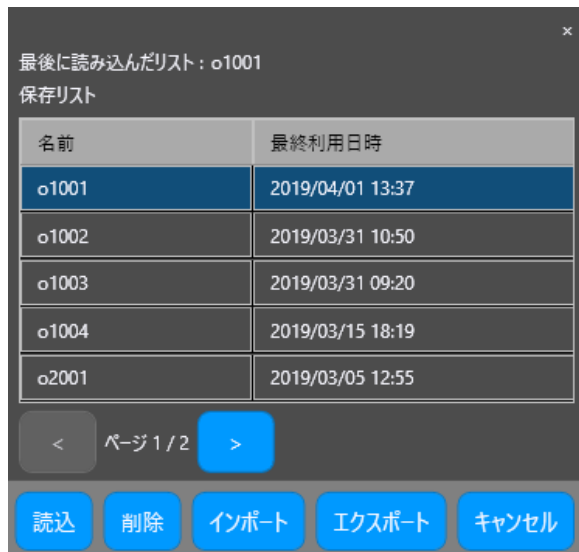 ×
最後に読み込んだリスト : o1001
保存リスト
名前 最終利用日時
o1001 2019/04/01 13:37
o1002 2019/03/31 10:50
o1003 2019/03/31 09:20
o1004 2019/03/15 18:19
o2001 2019/03/05 12:55
< ページ 1 / 2 >
読込 削除 インポート エクスポート キャンセル